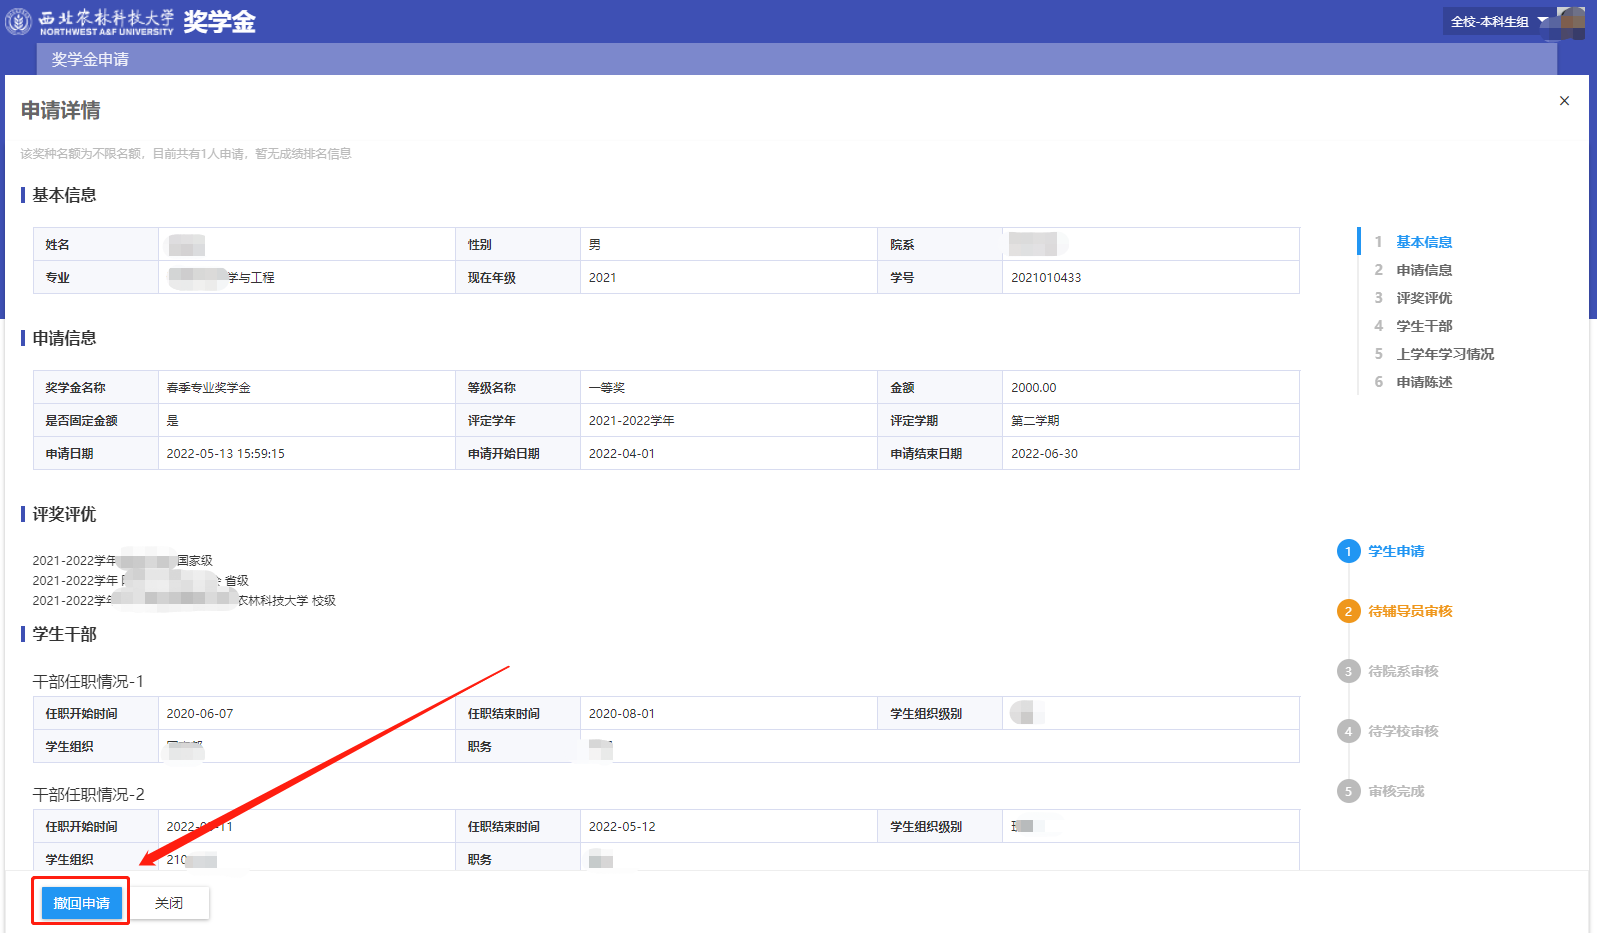 西北农林科技大学 奖学金
NORTHWEST A&F UNIVERSITY
全校-本科生组
奖学金申请
申请详情
×
该奖种名额为不限名额，目前共有1人申请，暂无成绩排名信息
基本信息
姓名 性别 男 院系
专业 学与工程 现在年级 2021 学号 2021010433
申请信息
奖学金名称 春季专业奖学金 等级名称 一等奖 金额 2000.00
是否固定金额 是 评定学年 2021-2022学年 评定学期 第二学期
申请日期 2022-05-13 15:59:15 申请开始日期 2022-04-01 申请结束日期 2022-06-30
评奖评优
2021-2022学年 国家级
2021-2022学年 省级
2021-2022学年 农林科技大学 校级
学生干部
干部任职情况-1
任职开始时间 2020-06-07 任职结束时间 2020-08-01 学生组织级别
学生组织 职务
干部任职情况-2
任职开始时间 任职结束时间 2022-05-12 学生组织级别
学生组织 210 职务
撤回申请 关闭
1 基本信息
2 申请信息
3 评奖评优
4 学生干部
5 上学年学习情况
6 申请陈述
1 学生申请
2 待辅导员审核
3 待院系审核
4 待学校审核
5 审核完成